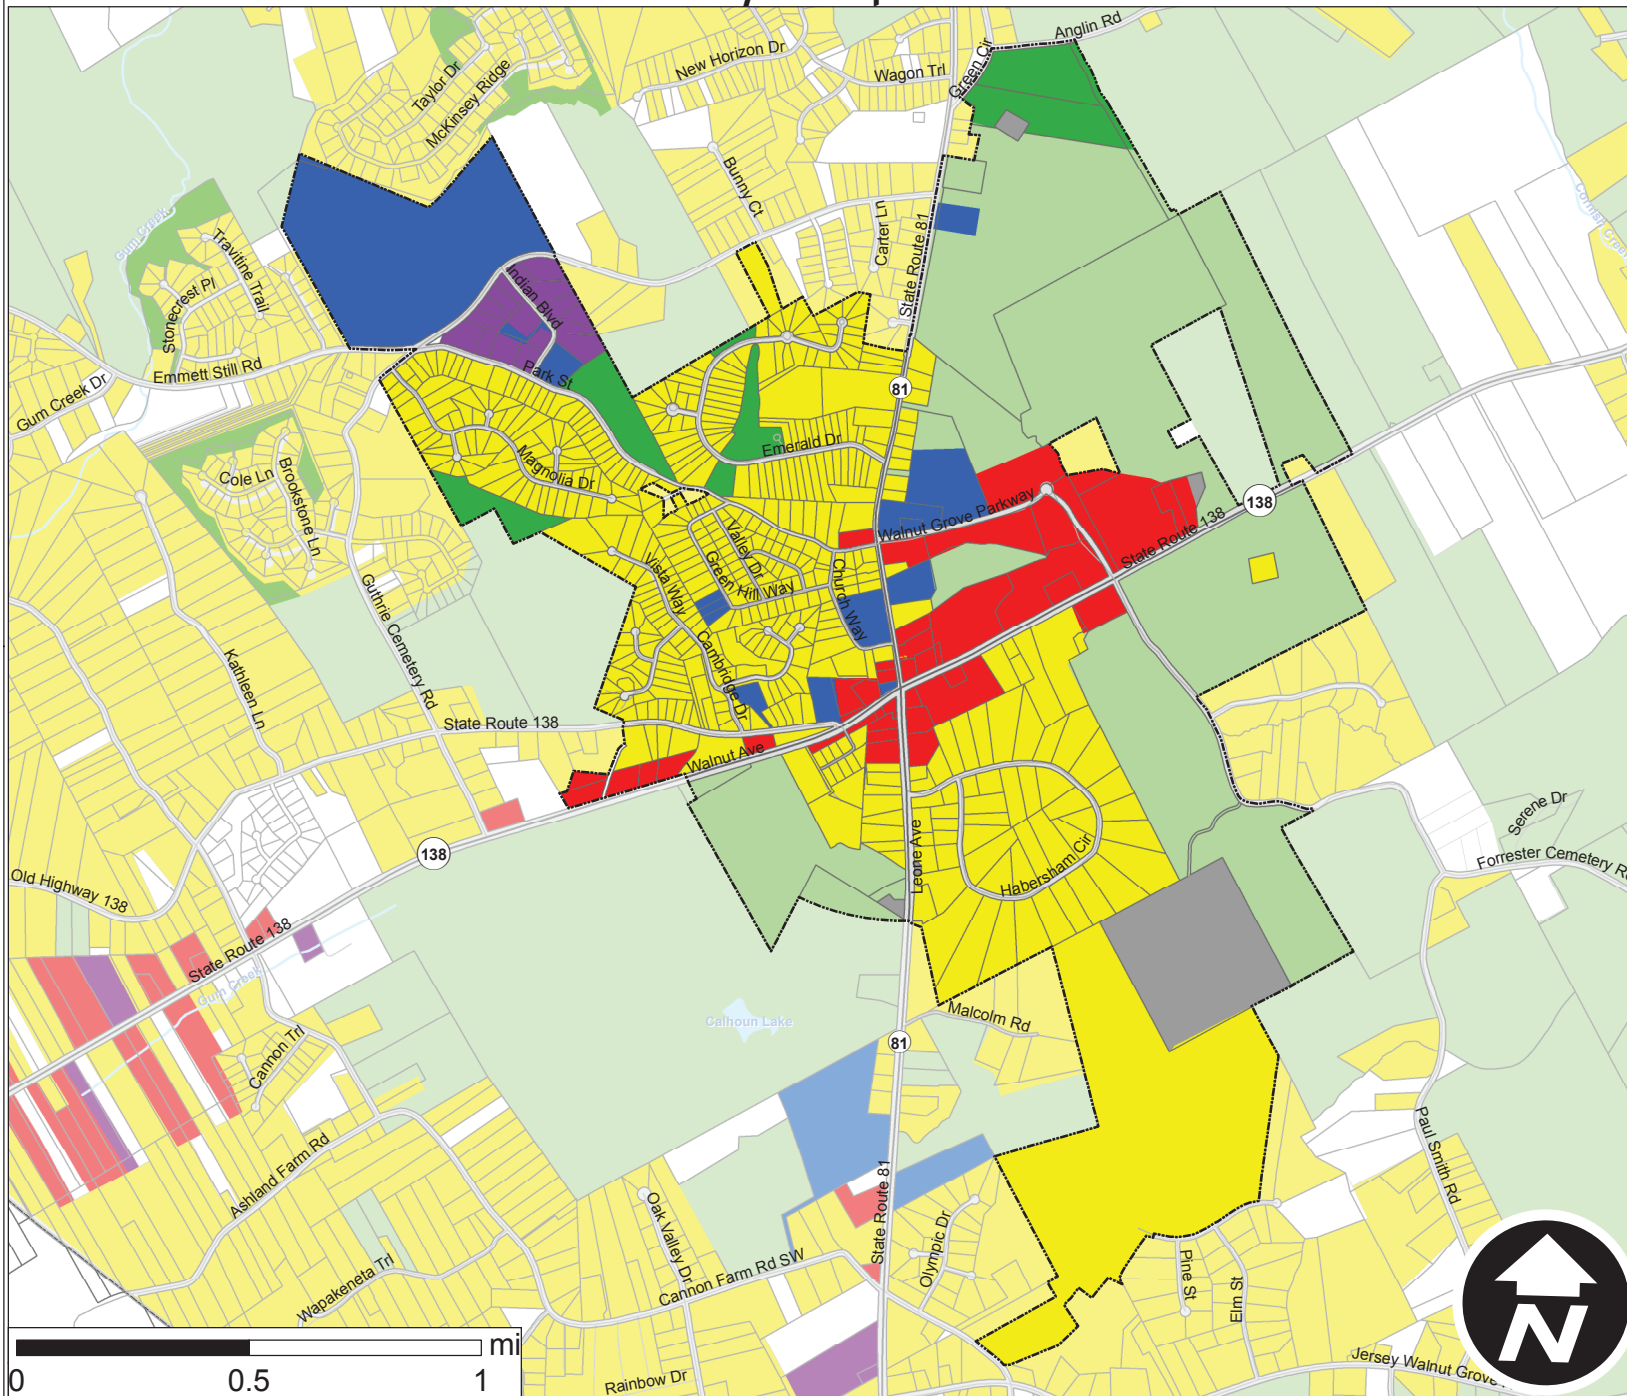 Anglin Rd
Green Cir
New Horizon Dr
Wagon Trl
Taylor Dr
McKinsey Ridge
Bunny Ct
Carter Ln
State Route 81
Gum Creek
Travitine Trail
Stonecrest Pl
Indian Blvd
Emmett Still Rd
Gum Creek Dr
Park St
81
Emerald Dr
Magnolia Dr
Cole Ln
Brookstone Ln
Walnut Grove Parkway
138
State Route 138
Valley Dr
Green Hill Way
Vista Way
Church Way
Guthrie Cemetery Rd
Cambridge Dr
Kathleen Ln
State Route 138
Walnut Ave
Serene Dr
138
Leone Ave
Habersham Cir
Forrester Cemetery R
Old Highway 138
State Route 138
Gum Creek
Calhoun Lake
Malcolm Rd
81
Cannon Trl
Ashland Farm Rd
Paul Smith Rd
Oak Valley Dr
State Route 81
Olympic Dr
Cannon Farm Rd SW
Wapakeneta Trl
Pine St
Elm St
N
Jersey Walnut Grove
Rainbow Dr
mi
0 0.5 1